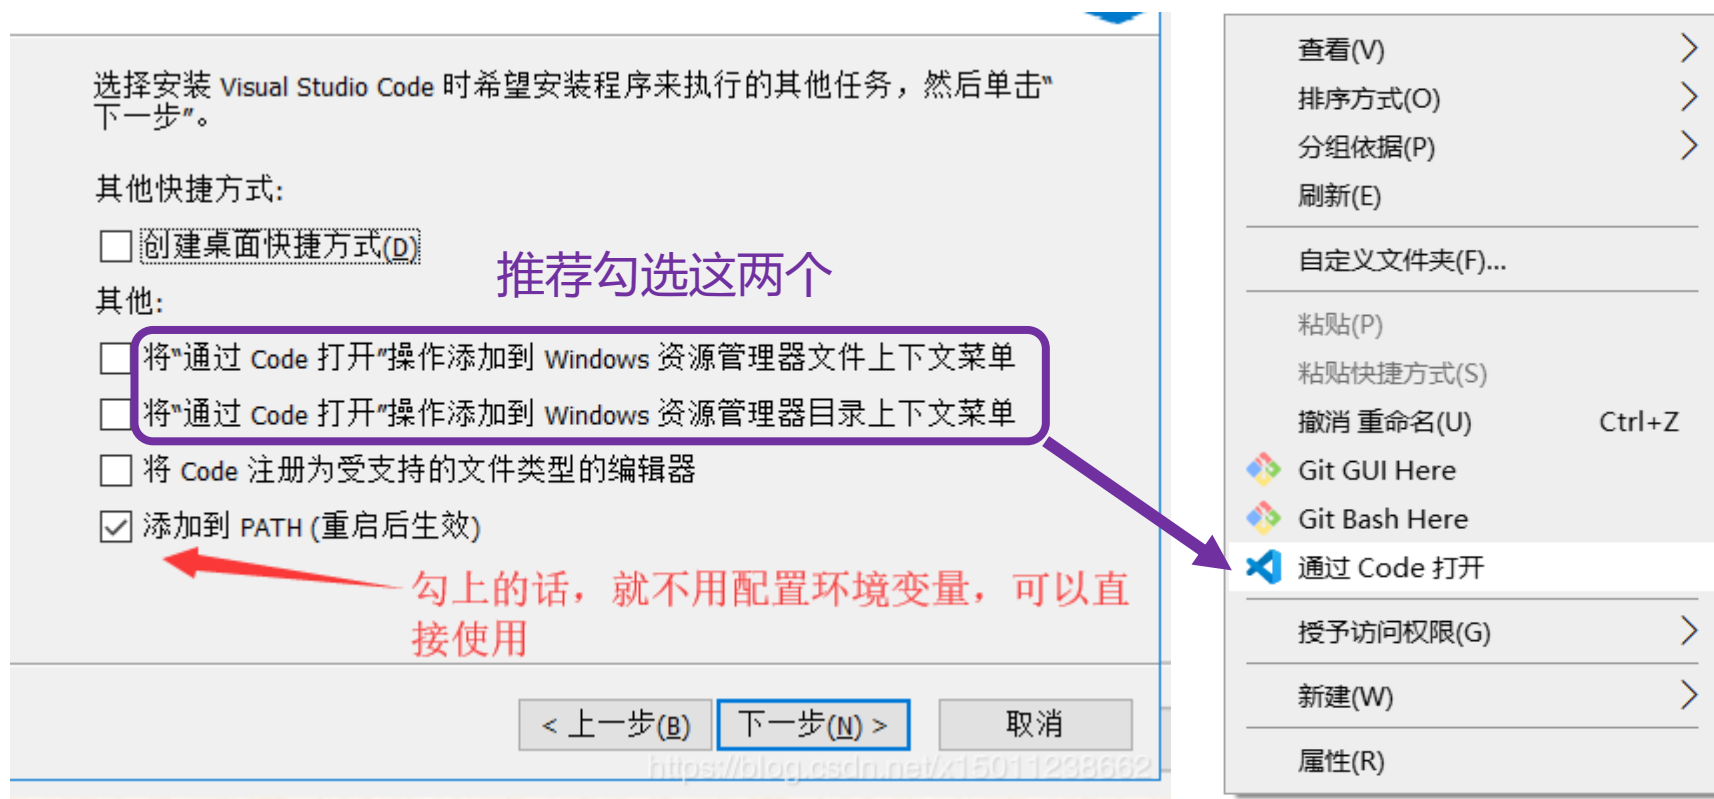 选择安装 Visual Studio Code 时希望安装程序来执行的其他任务，然后单击“
下一步”。
其他快捷方式:
创建桌面快捷方式(D)
推荐勾选这两个
其他:
将“通过 Code 打开”操作添加到 Windows 资源管理器文件上下文菜单
将“通过 Code 打开”操作添加到 Windows 资源管理器目录上下文菜单
将 Code 注册为受支持的文件类型的编辑器
添加到 PATH (重启后生效)
勾上的话，就不用配置环境变量，可以直
接使用
< 上一步(B)
下一步(N) >
取消
https://blog.csdn.net/x15011238662
查看(V)
排序方式(O)
分组依据(P)
刷新(E)
自定义文件夹(F)...
粘贴(P)
粘贴快捷方式(S)
撤消 重命名(U) Ctrl+Z
Git GUI Here
Git Bash Here
通过 Code 打开
授予访问权限(G)
新建(W)
属性(R)